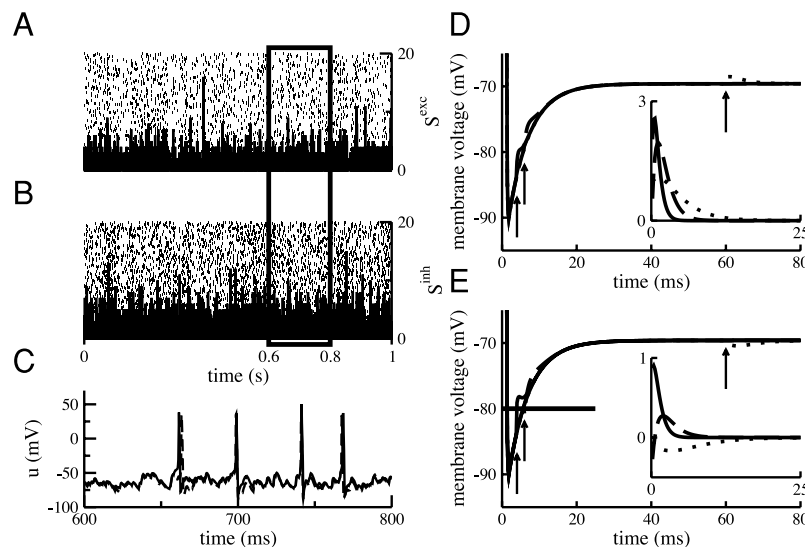 A
20
S^exc
0
B
20
S^inh
0
0 0.6 0.8 1
time (s)
C
50
0
-50
-100
u (mV)
600 700 800
time (ms)
D
-70
-80
-90
membrane voltage (mV)
3
0
0 25
0 20 40 60 80
time (ms)
E
-70
-80
-90
membrane voltage (mV)
1
0
0 25
0 20 40 60 80
time (ms)